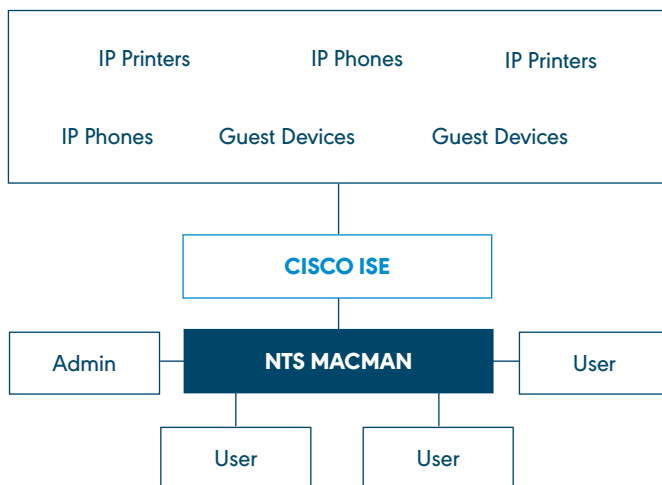 IP Printers
IP Phones
IP Printers
IP Phones
Guest Devices
Guest Devices
CISCO ISE
Admin
NTS MACMAN
User
User
User